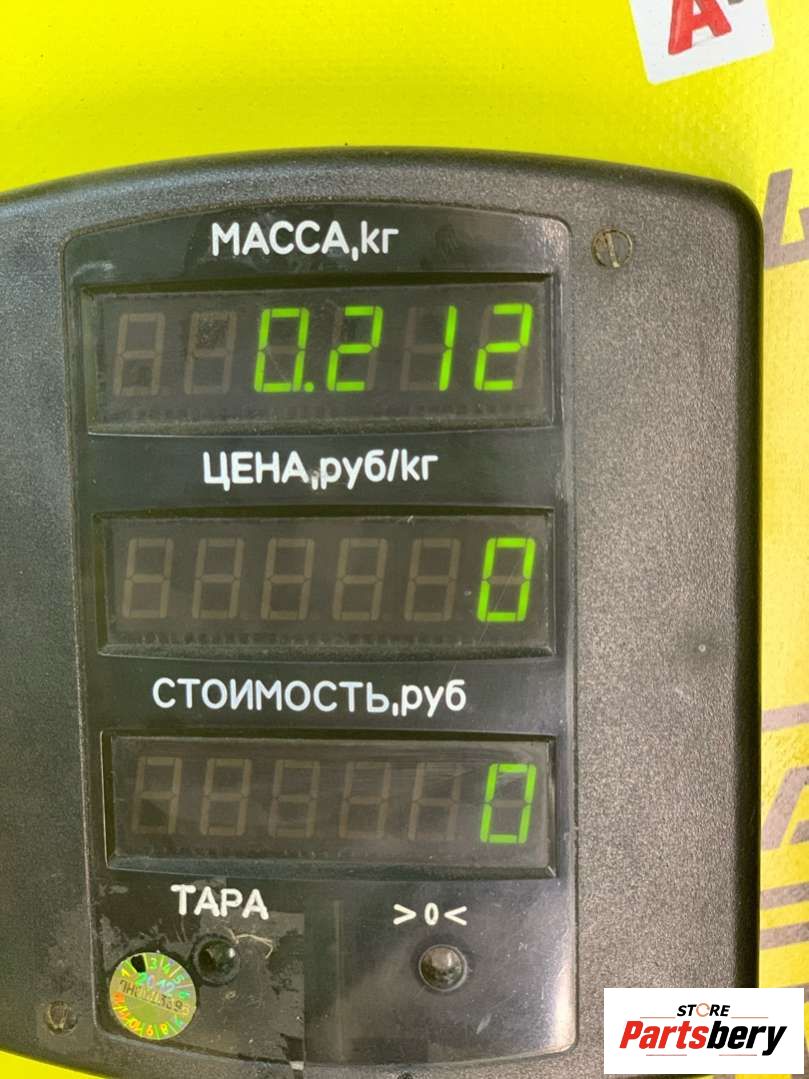 А
МАССА,кг
0.212
ЦЕНА,руб/кг
0
СТОИМОСТЬ,руб
0
ТАРА
>0<
STORE
Partsbery